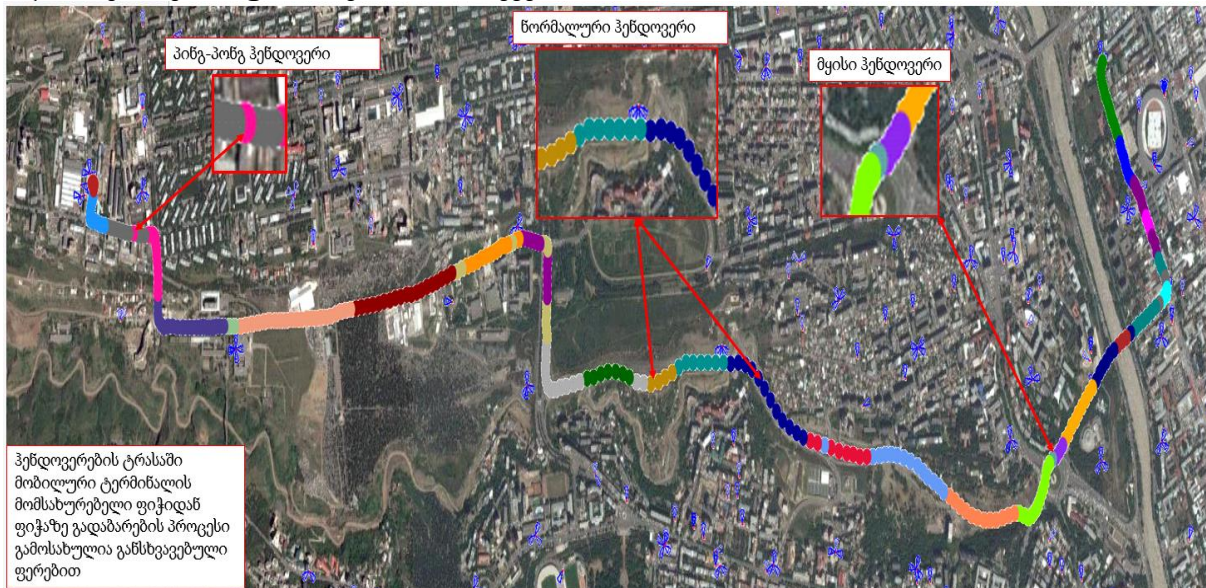 პინგ-პონგ ჰენდოვერი
ნორმალური ჰენდოვერი
მყისი ჰენდოვერი
ჰენდოვერების ტრასაში
მობილური ტერმინალის
მომსახურებელი ფიჭიდან
ფიჭაზე გადაბარების პროცესი
გამოსახულია განსხვავებული
ფერებით